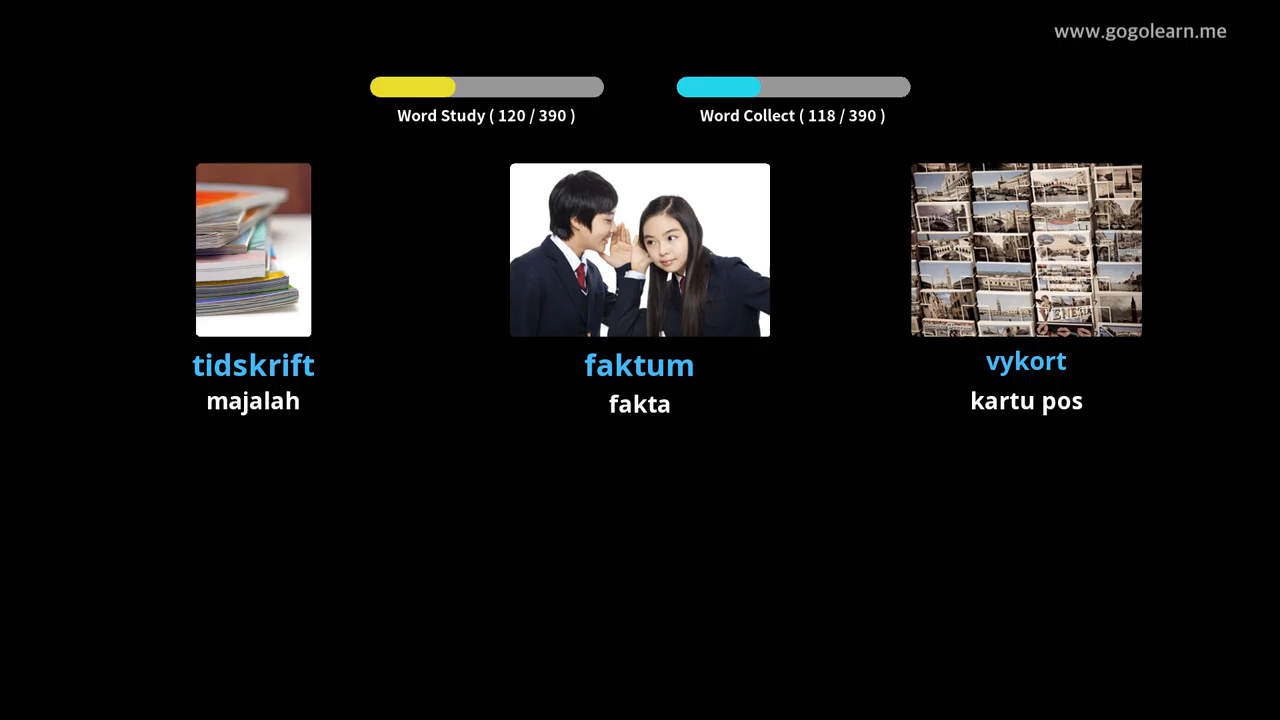 www.gogolearn.me
Word Study ( 120 / 390 )
Word Collect ( 118 / 390 )
tidskrift
majalah
faktum
fakta
vykort
kartu pos